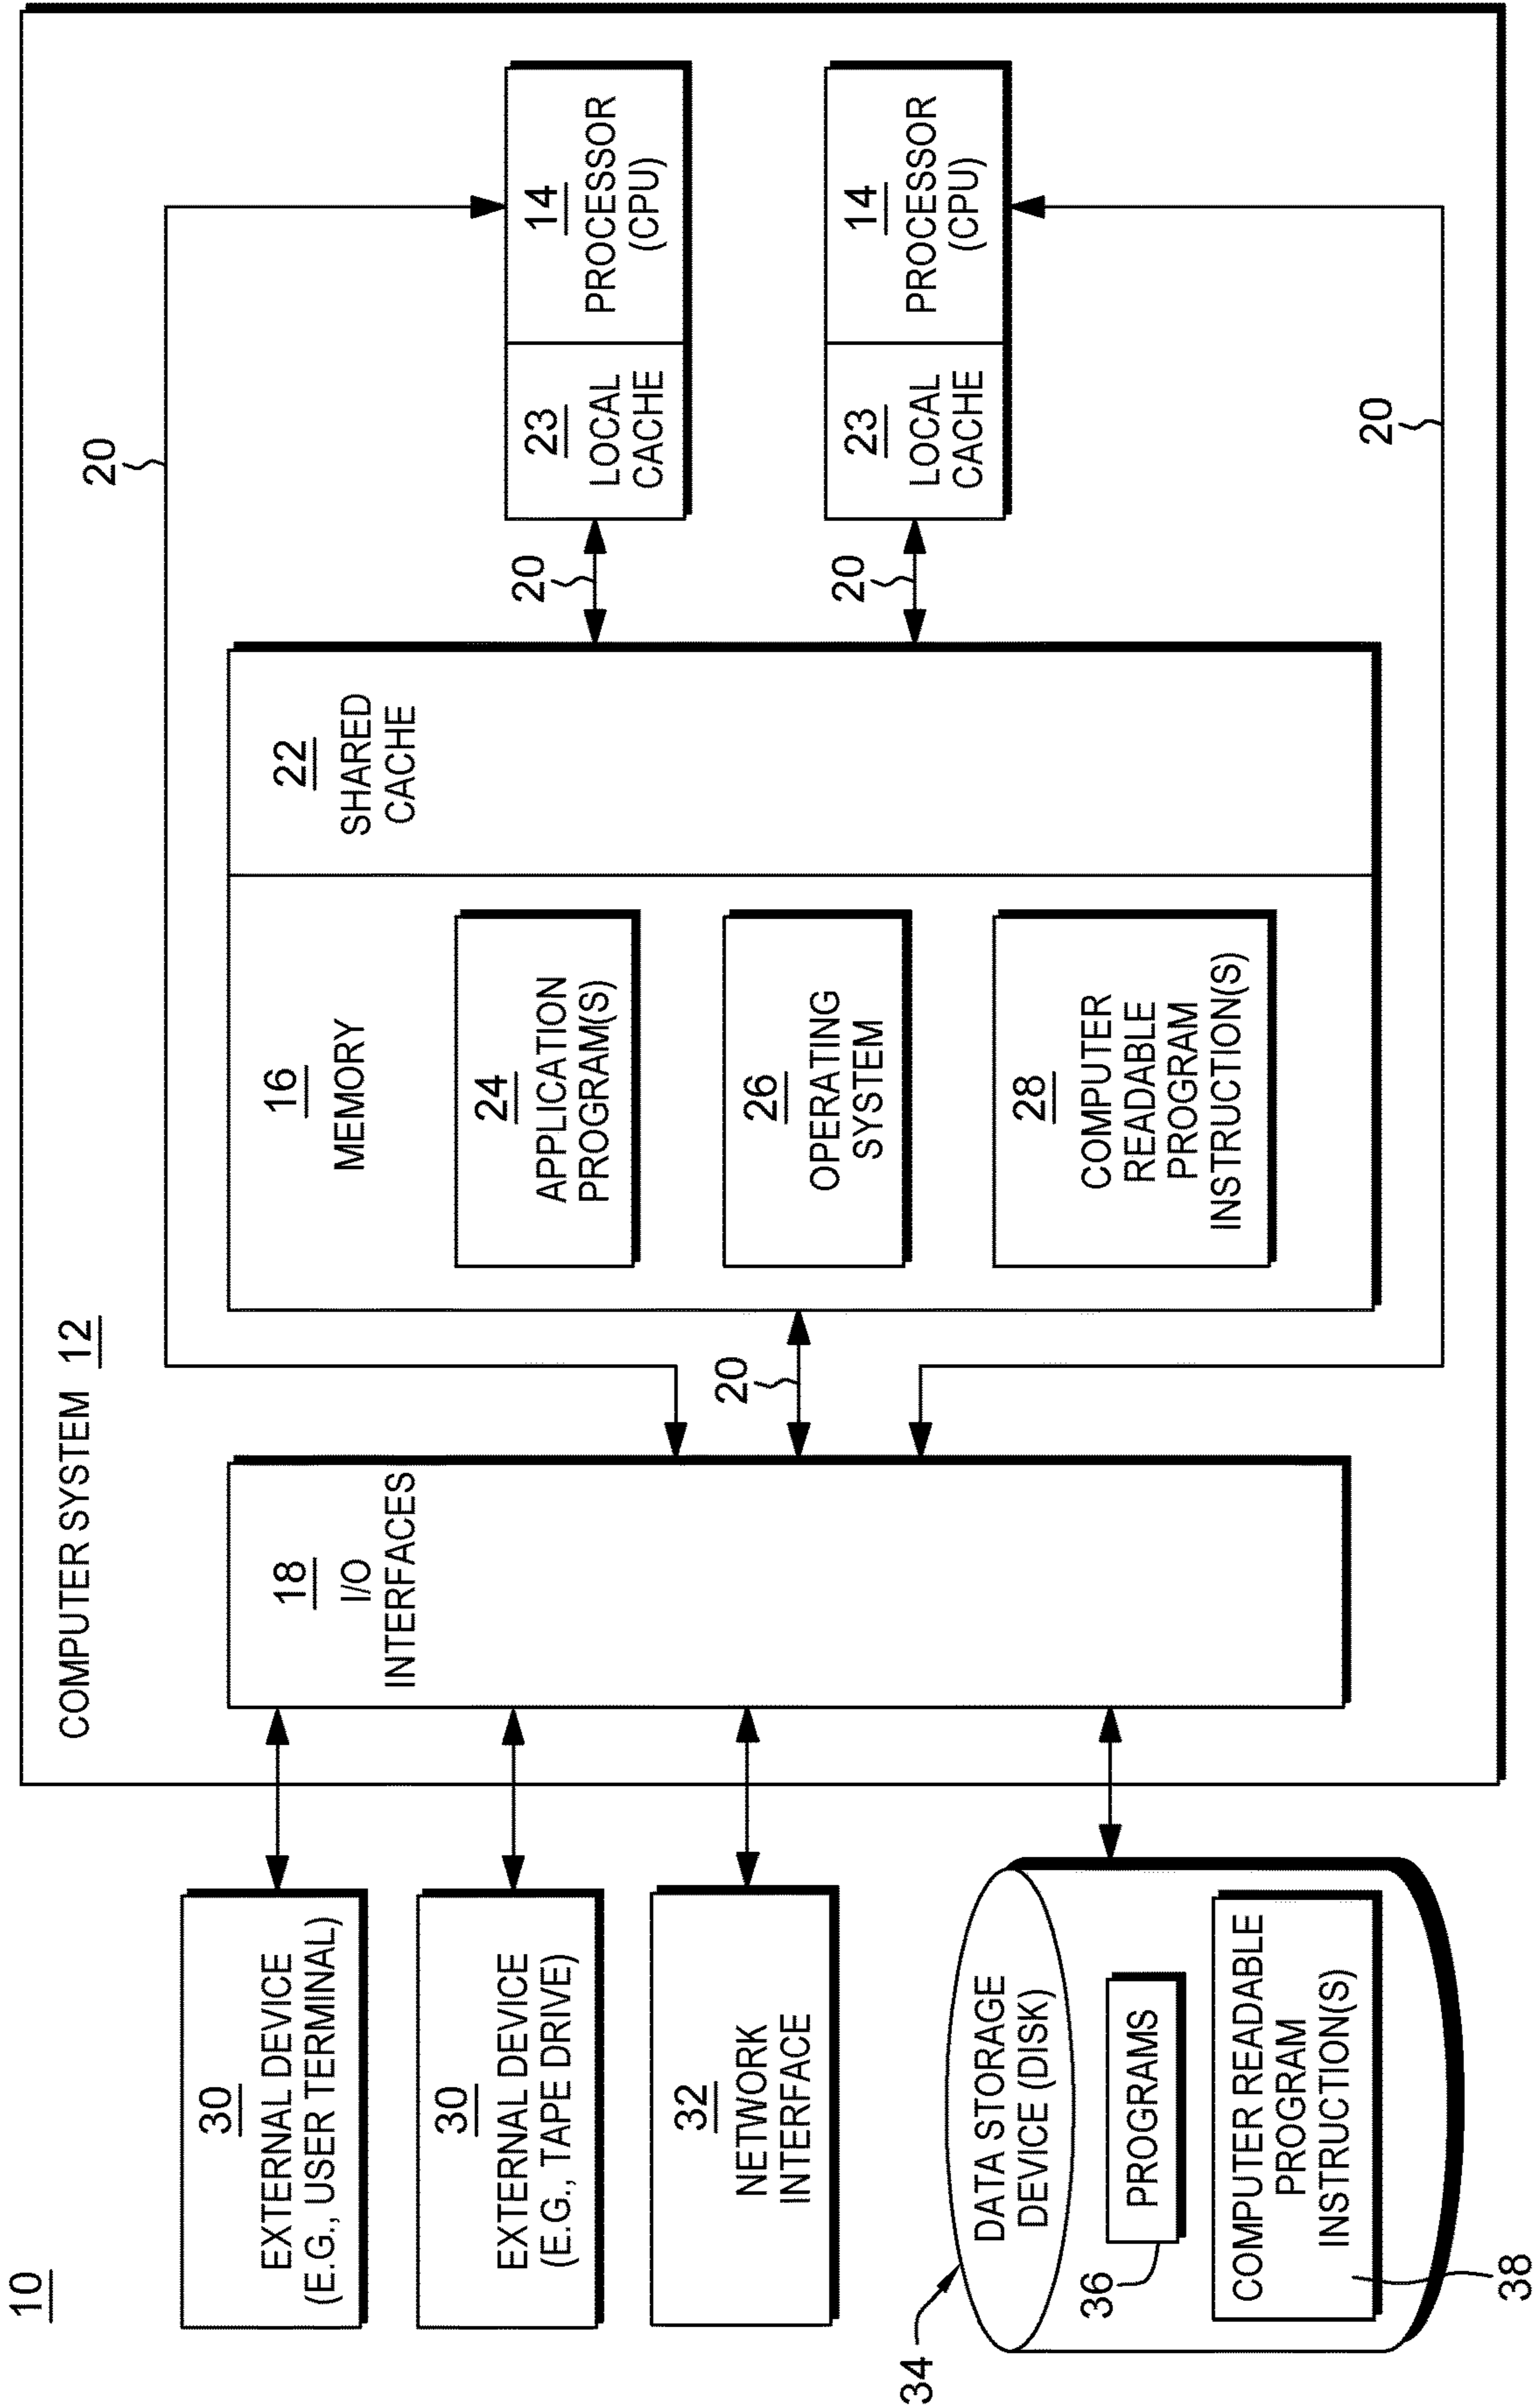 10
COMPUTER SYSTEM 12
30
EXTERNAL DEVICE
(E.G., USER TERMINAL)
30
EXTERNAL DEVICE
(E.G., TAPE DRIVE)
32
NETWORK
INTERFACE
34
DATA STORAGE
DEVICE (DISK)
PROGRAMS
36
COMPUTER READABLE
PROGRAM
INSTRUCTION(S)
38
18
I/O
INTERFACES
20
20
20
16
MEMORY
24
APPLICATION
PROGRAM(S)
26
OPERATING
SYSTEM
28
COMPUTER
READABLE
PROGRAM
INSTRUCTION(S)
22
SHARED
CACHE
20
20
23
LOCAL
CACHE
14
PROCESSOR
(CPU)
23
LOCAL
CACHE
14
PROCESSOR
(CPU)